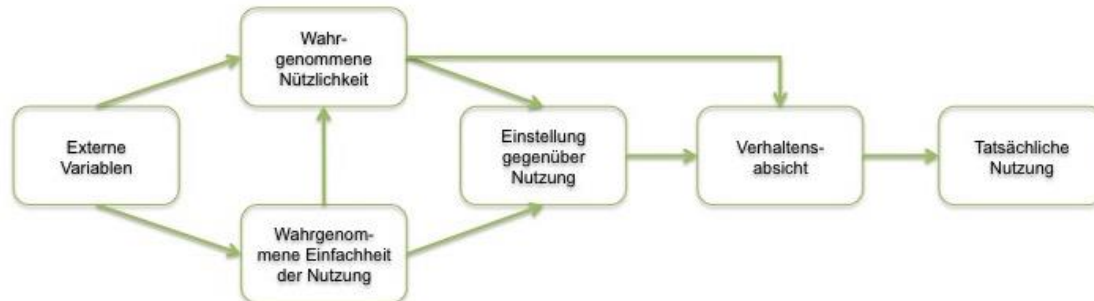 Wahr-
genommene
Nützlichkeit
Externe
Variablen
Einstellung
gegenüber
Nutzung
Verhaltens-
absicht
Tatsächliche
Nutzung
Wahrgenom-
mene Einfachheit
der Nutzung